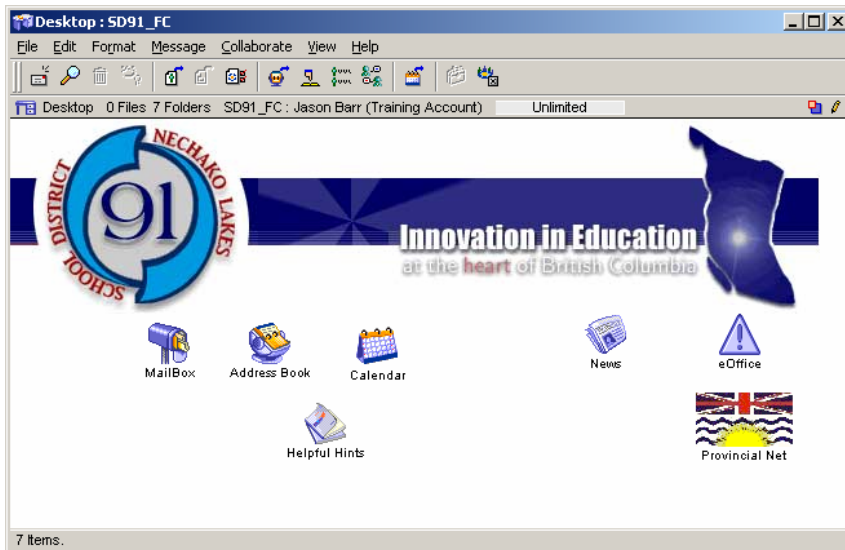 Desktop : SD91_FC
File Edit Format Message Collaborate View Help
Desktop 0 Files 7 Folders SD91_FC : Jason Barr (Training Account) Unlimited
SCHOOL DISTRICT
NECHAKO LAKES
91
Innovation in Education
at the heart of British Columbia
MailBox Address Book Calendar News eOffice
Helpful Hints Provincial Net
7 Items.